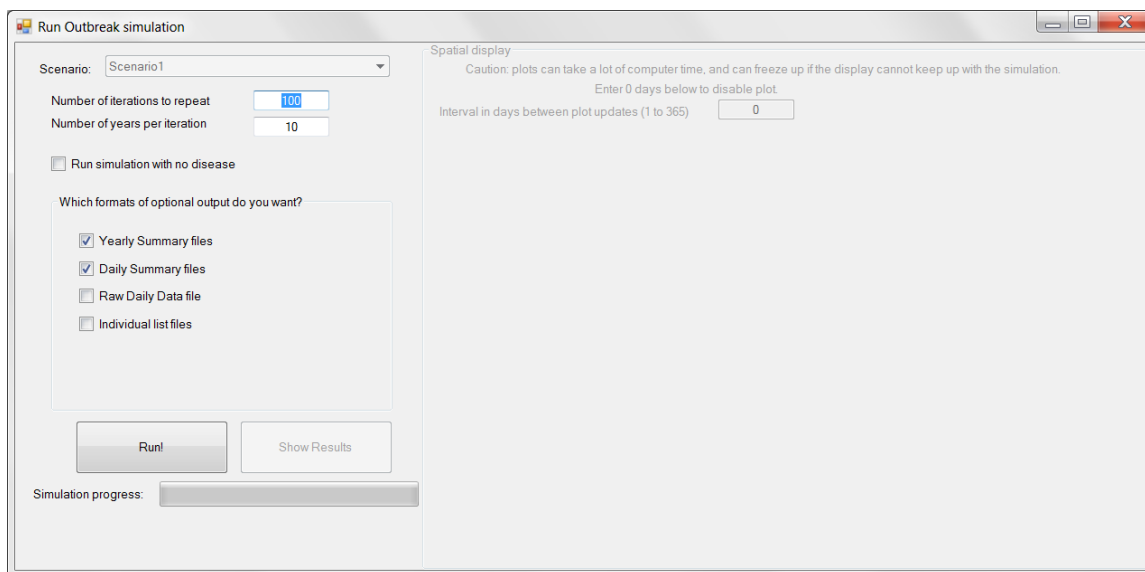 Run Outbreak simulation
Scenario: Scenario1
Number of iterations to repeat 100
Number of years per iteration 10
Run simulation with no disease
Which formats of optional output do you want?
Yearly Summary files
Daily Summary files
Raw Daily Data file
Individual list files
Run! Show Results
Simulation progress:
Spatial display
Caution: plots can take a lot of computer time, and can freeze up if the display cannot keep up with the simulation.
Enter 0 days below to disable plot.
Interval in days between plot updates (1 to 365) 0